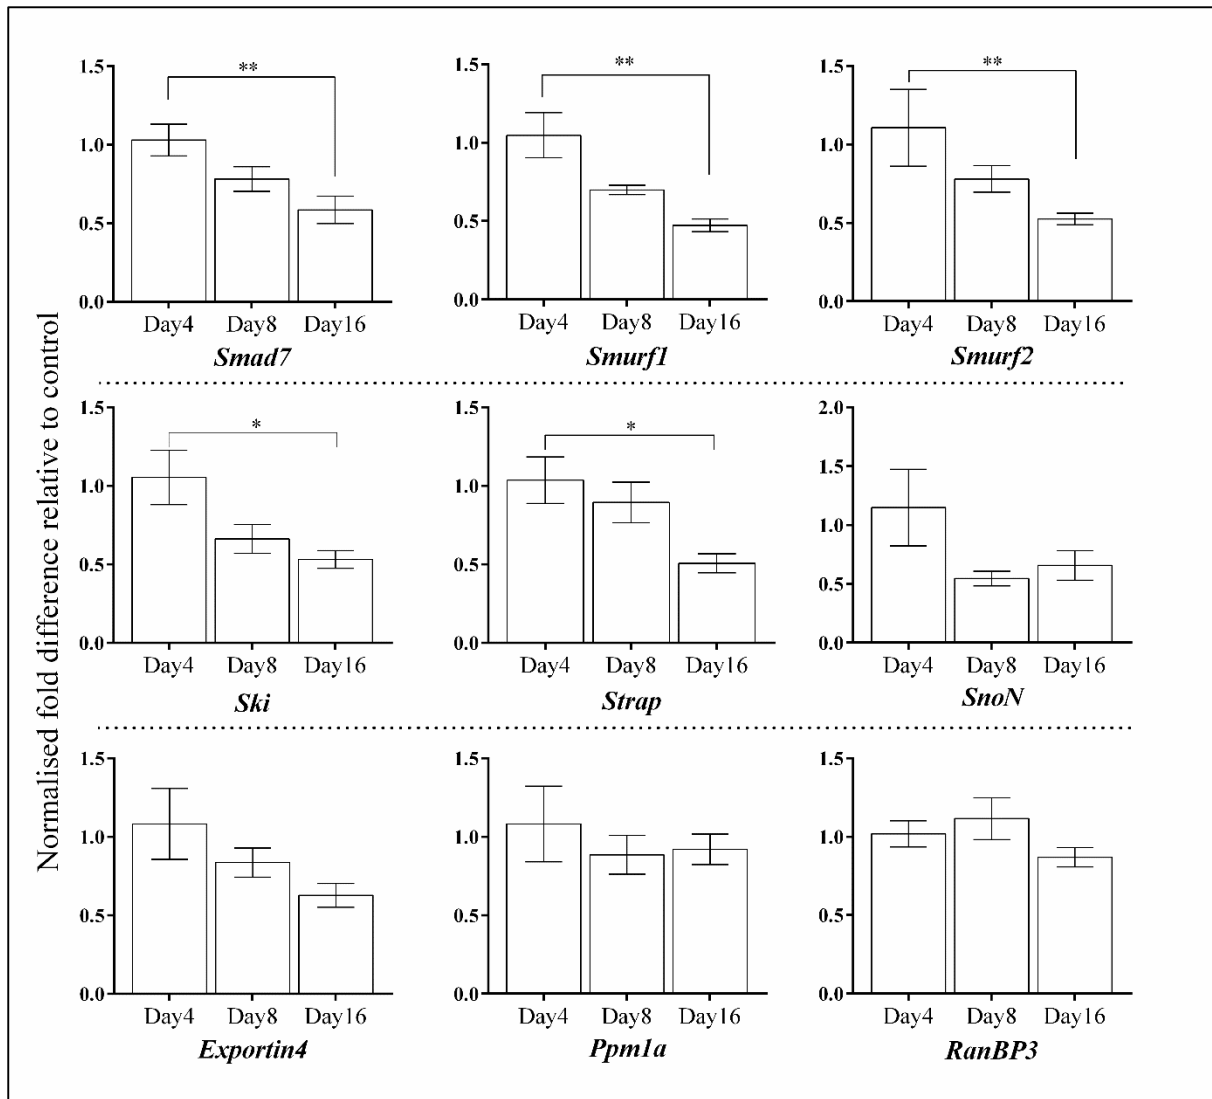 Normalised fold difference relative to control
** ** **
1.5 1.5 1.5
1.0 1.0 1.0
0.5 0.5 0.5
0.0 0.0 0.0
Day4 Day8 Day16 Day4 Day8 Day16 Day4 Day8 Day16
Smad7 Smurf1 Smurf2
1.5 1.5 2.0
* *
1.0 1.0 1.5
0.5 0.5 1.0
0.0 0.0 0.5
0.0
Day4 Day8 Day16 Day4 Day8 Day16 Day4 Day8 Day16
Ski Strap SnoN
1.5 1.5 1.5
1.0 1.0 1.0
0.5 0.5 0.5
0.0 0.0 0.0
Day4 Day8 Day16 Day4 Day8 Day16 Day4 Day8 Day16
Exportin4 Ppm1a RanBP3